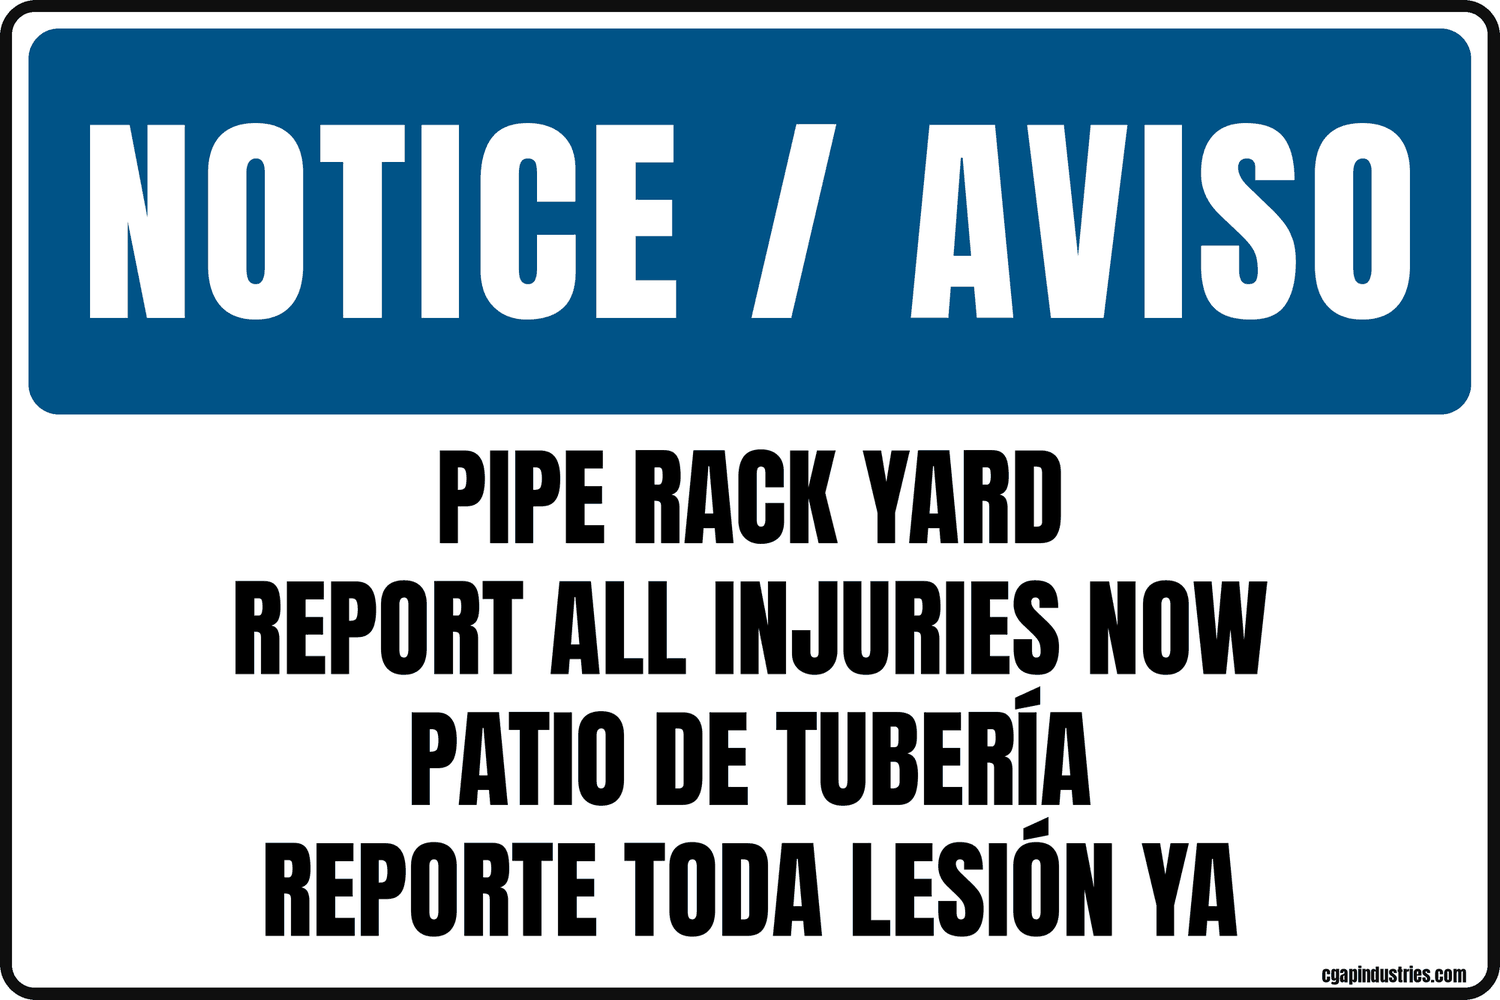 NOTICE / AVISO
PIPE RACK YARD
REPORT ALL INJURIES NOW
PATIO DE TUBERÍA
REPORTE TODA LESIÓN YA
cgapindustries.com